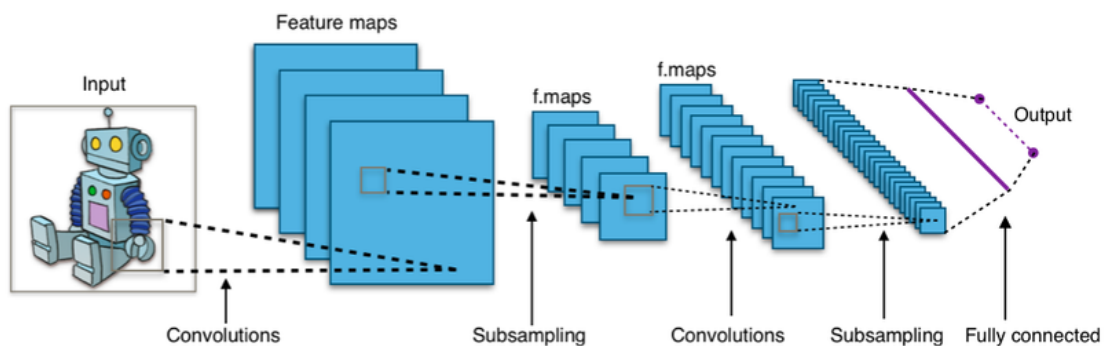 Feature maps
Input
f.maps
f.maps
Output
Convolutions
Subsampling
Convolutions
Subsampling
Fully connected